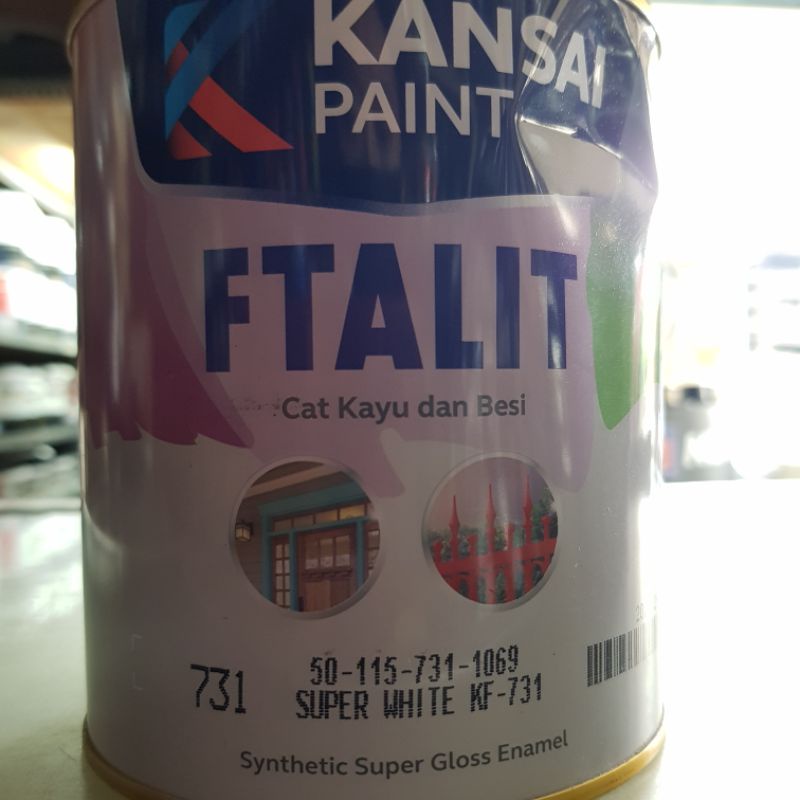 KANSAI
PAINT
FTALIT
Cat Kayu dan Besi
731
50-115-731-1069
SUPER WHITE KF-731
Synthetic Super Gloss Enamel